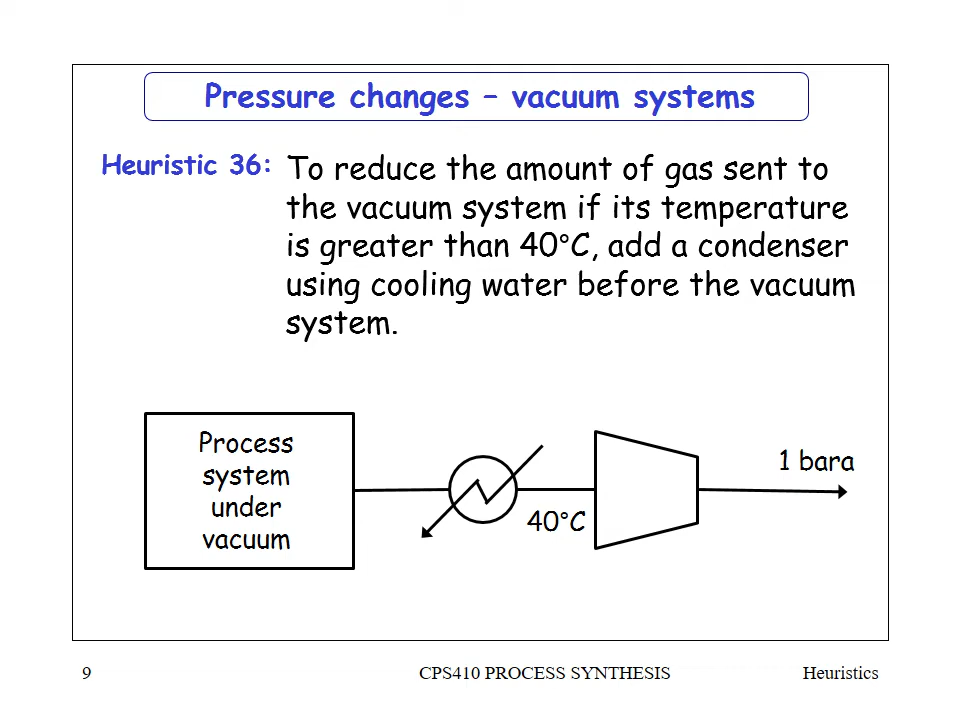 Pressure changes – vacuum systems
Heuristic 36: To reduce the amount of gas sent to
the vacuum system if its temperature
is greater than 40°C, add a condenser
using cooling water before the vacuum
system.
Process
system
under
vacuum
40°C
1 bara
9 CPS410 PROCESS SYNTHESIS Heuristics